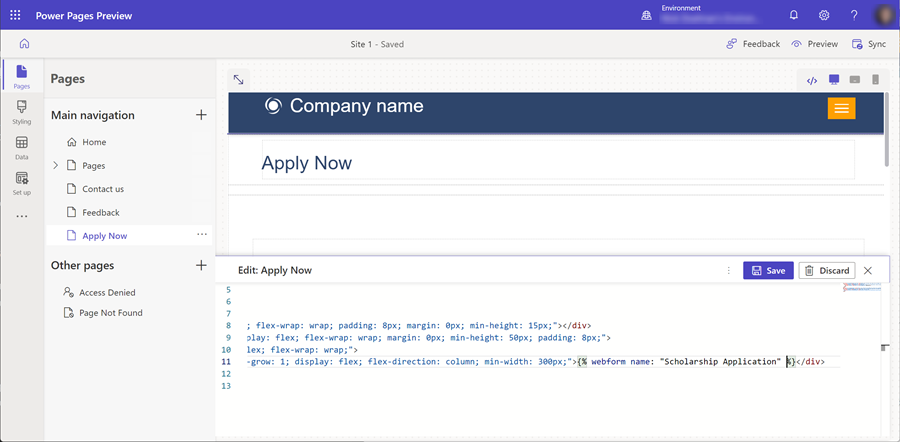 Power Pages Preview
Environment
?
Site 1 - Saved
Feedback
Preview
Sync
Pages
Styling
Data
Set up
...
Pages
Main navigation
Home
Pages
Contact us
Feedback
Apply Now
...
Other pages
Access Denied
Page Not Found
</>
Company name
Apply Now
Edit: Apply Now
Save
Discard
5
6
7
8 ; flex-wrap: wrap; padding: 8px; margin: 0px; min-height: 15px;"></div>
9 play: flex; flex-wrap: wrap; margin: 0px; min-height: 50px; padding: 8px;">
10 lex; flex-wrap: wrap;">
11 -grow: 1; display: flex; flex-direction: column; min-width: 300px;">{% webform name: "Scholarship Application" %}</div>
12
13